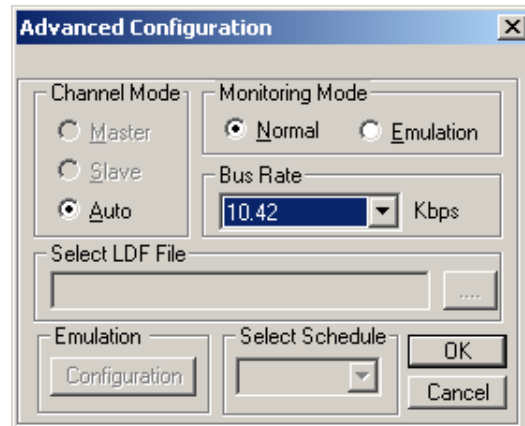 Advanced Configuration
Channel Mode
Master
Slave
Auto
Monitoring Mode
Normal
Emulation
Bus Rate
10.42
Kbps
Select LDF File
....
Emulation
Configuration
Select Schedule
OK
Cancel